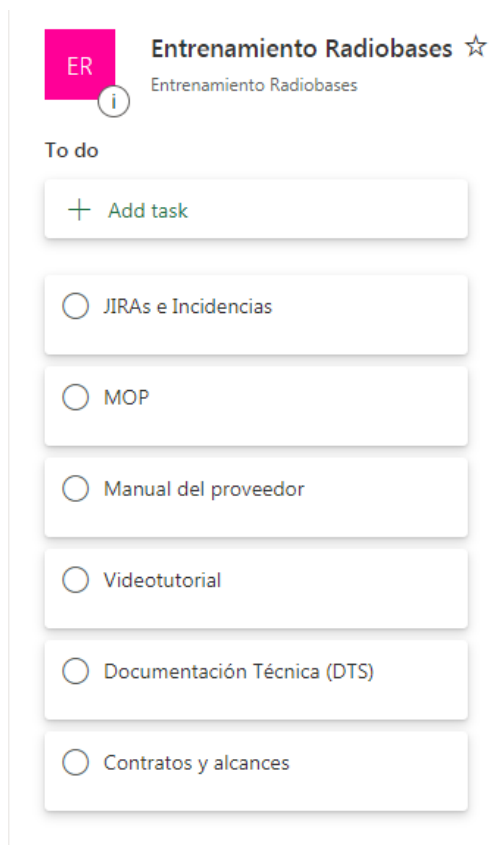 ER
Entrenamiento Radiobases
Entrenamiento Radiobases
To do
Add task
JIRAs e Incidencias
MOP
Manual del proveedor
Videotutorial
Documentación Técnica (DTS)
Contratos y alcances